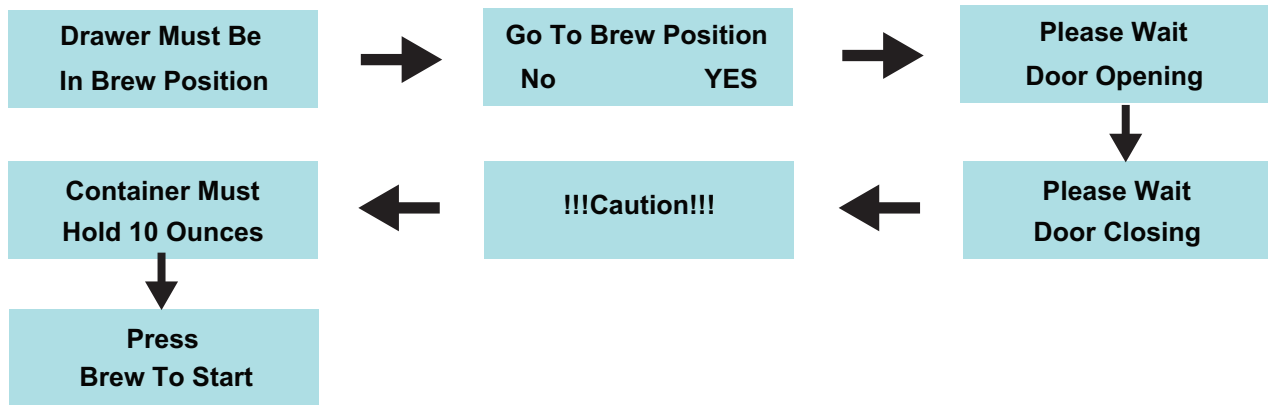 Drawer Must Be
In Brew Position
Go To Brew Position
No YES
Please Wait
Door Opening
Please Wait
Door Closing
!!!Caution!!!
Container Must
Hold 10 Ounces
Press
Brew To Start